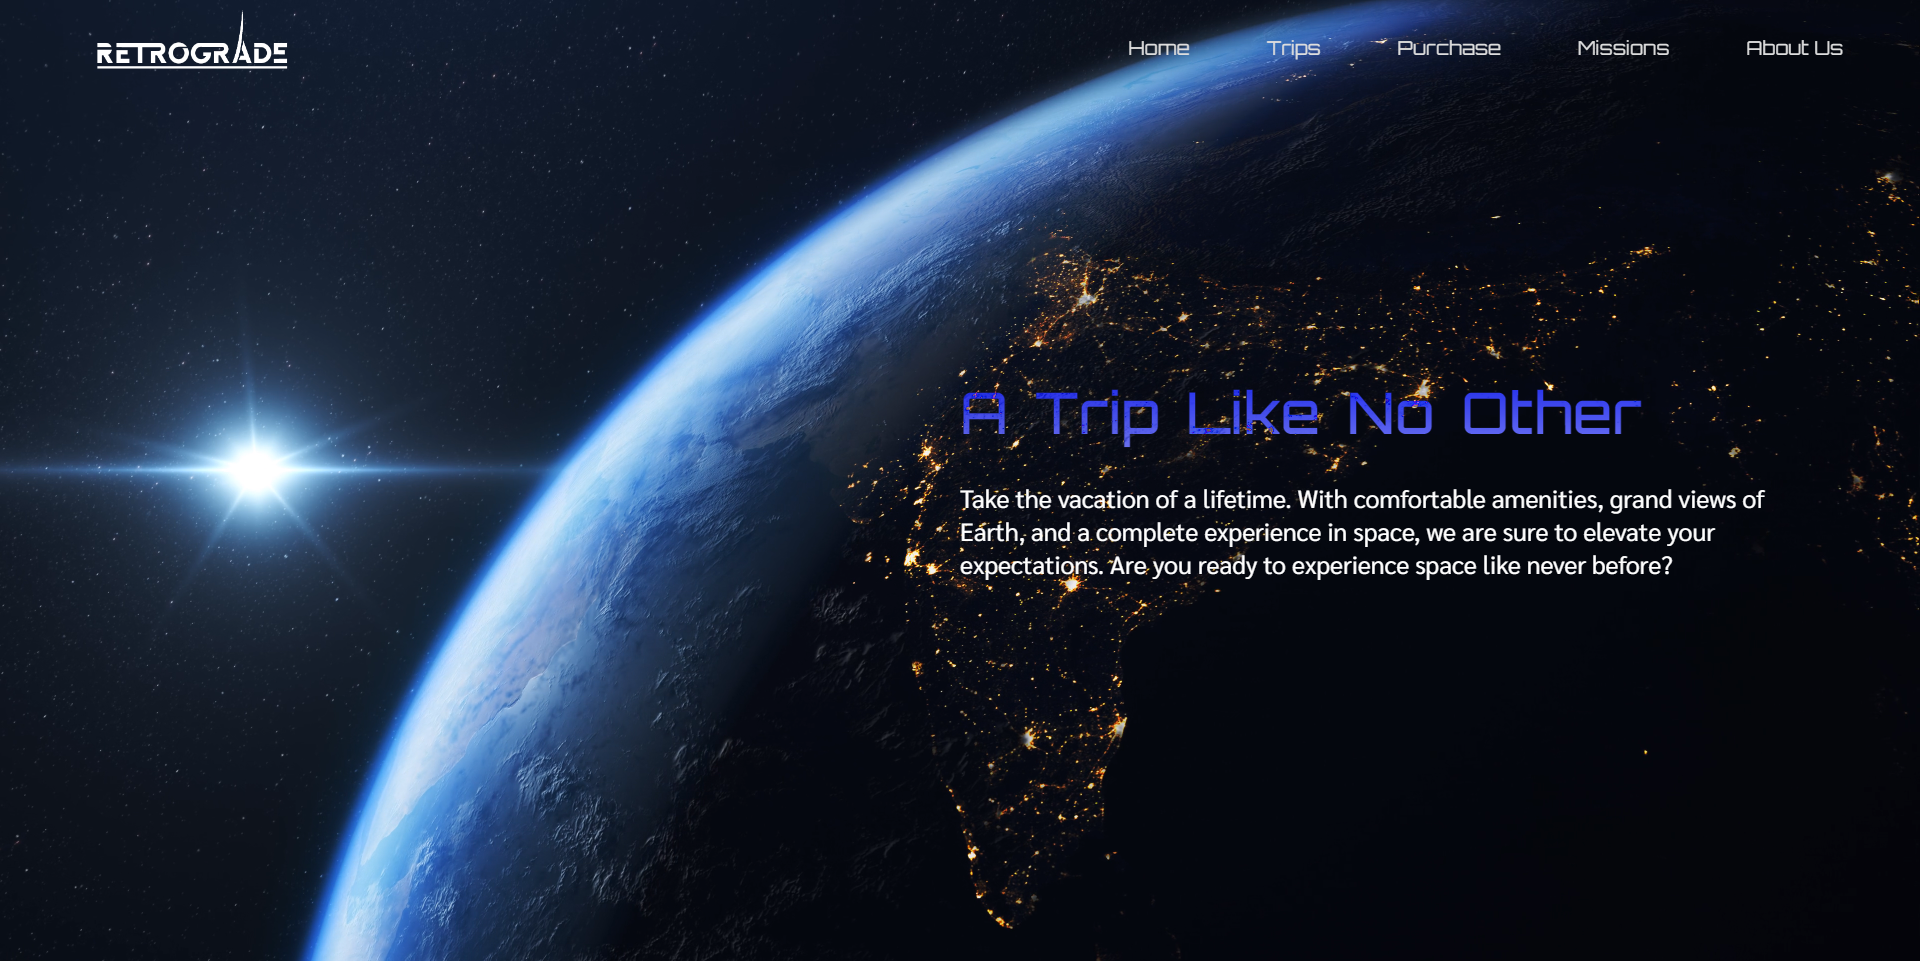 RETROGRADE
Home Trips Purchase Missions About Us
A Trip Like No Other
Take the vacation of a lifetime. With comfortable amenities, grand views of
Earth, and a complete experience in space, we are sure to elevate your
expectations. Are you ready to experience space like never before?